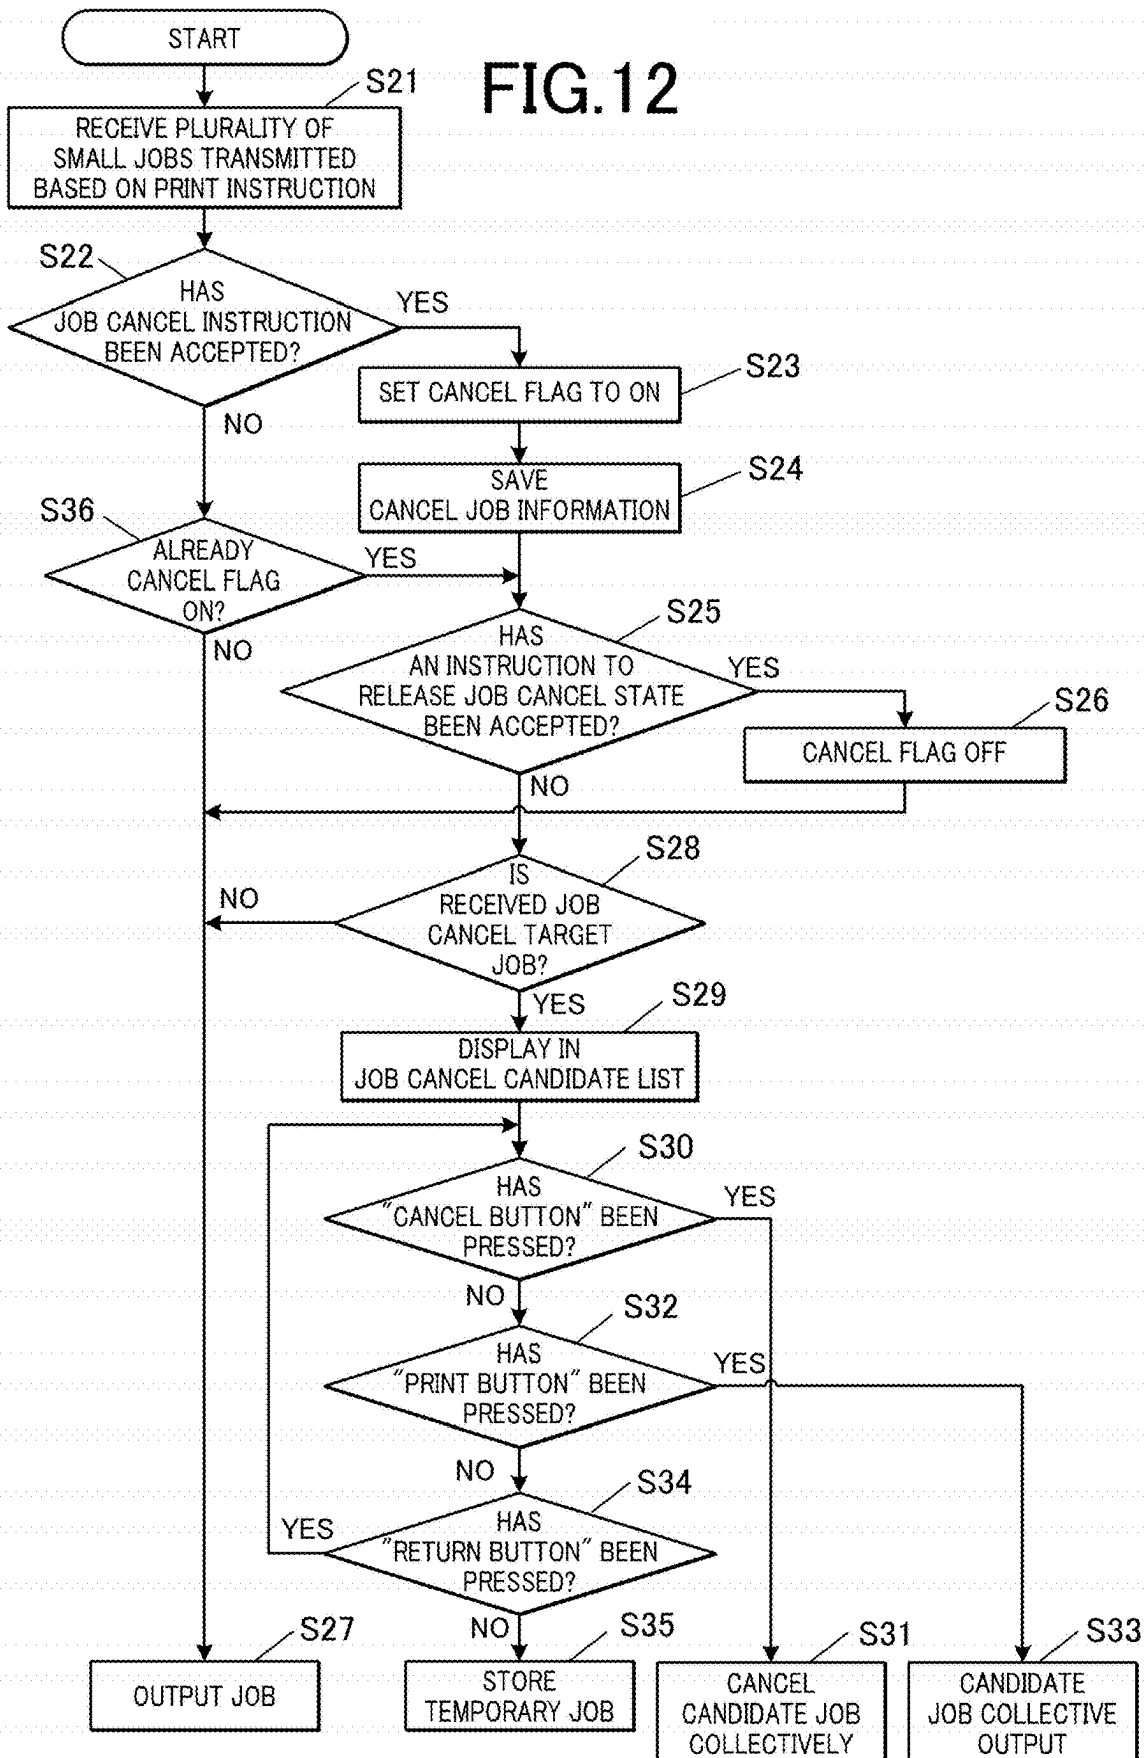 START
FIG.12
S21
RECEIVE PLURALITY OF
SMALL JOBS TRANSMITTED
BASED ON PRINT INSTRUCTION
S22
HAS
JOB CANCEL INSTRUCTION
BEEN ACCEPTED?
YES
S23
SET CANCEL FLAG TO ON
NO
S24
SAVE
CANCEL JOB INFORMATION
S36
ALREADY
CANCEL FLAG
ON?
YES
NO
S25
HAS
AN INSTRUCTION TO
RELEASE JOB CANCEL STATE
BEEN ACCEPTED?
YES
S26
CANCEL FLAG OFF
NO
S28
IS
RECEIVED JOB
CANCEL TARGET
JOB?
NO
YES
S29
DISPLAY IN
JOB CANCEL CANDIDATE LIST
S30
HAS
"CANCEL BUTTON" BEEN
PRESSED?
YES
NO
S32
HAS
"PRINT BUTTON" BEEN
PRESSED?
YES
NO
S34
HAS
"RETURN BUTTON" BEEN
PRESSED?
YES
NO
S27
OUTPUT JOB
S35
STORE
TEMPORARY JOB
S31
CANCEL
CANDIDATE JOB
COLLECTIVELY
S33
CANDIDATE
JOB COLLECTIVE
OUTPUT